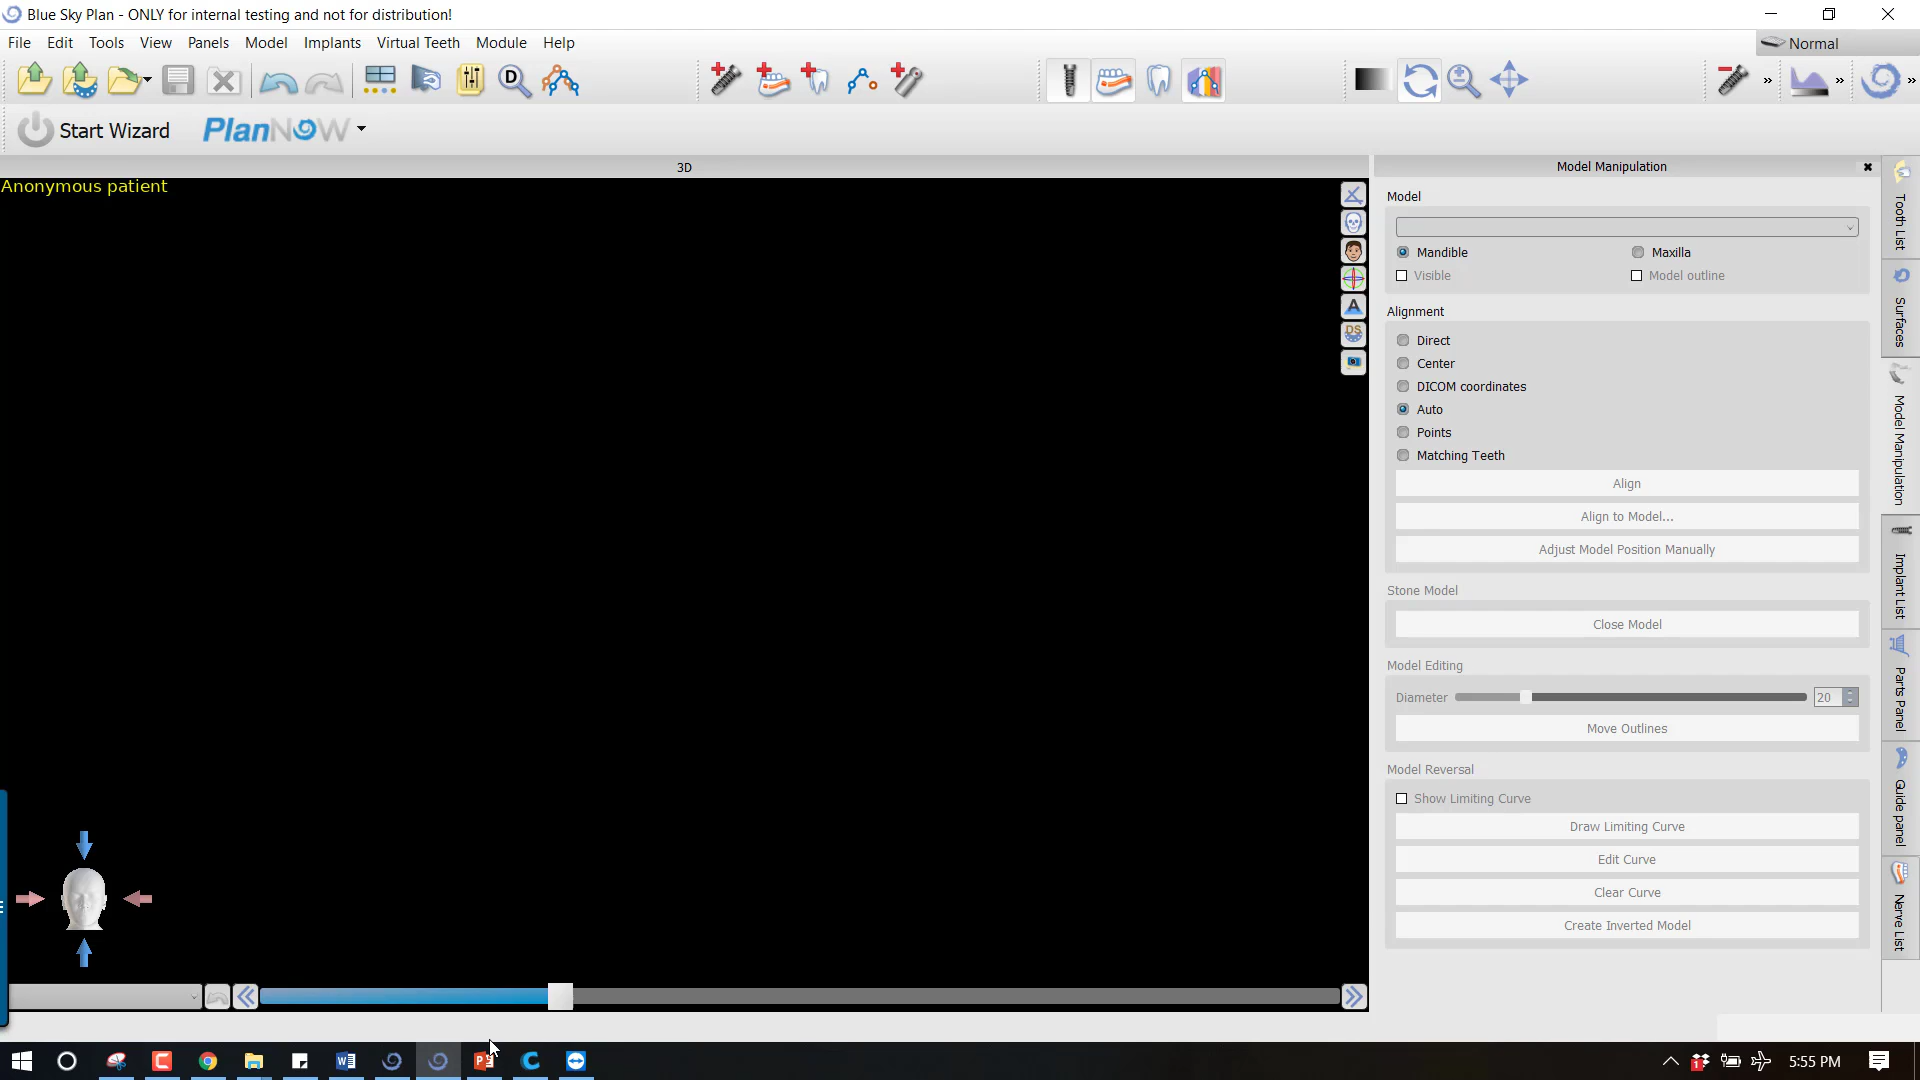 Blue Sky Plan - ONLY for internal testing and not for distribution!
File Edit Tools View Panels Model Implants Virtual Teeth Module Help
Normal
D
Start Wizard
PlanNOW
3D
Model Manipulation
Anonymous patient
DS
Model
Mandible
Maxilla
Visible
Model outline
Alignment
Direct
Center
DICOM coordinates
Auto
Points
Matching Teeth
Align
Align to Model...
Adjust Model Position Manually
Stone Model
Close Model
Model Editing
Diameter
20
Move Outlines
Model Reversal
Show Limiting Curve
Draw Limiting Curve
Edit Curve
Clear Curve
Create Inverted Model
Tooth List
Surfaces
Model Manipulation
Implant List
Parts Panel
Guide panel
Nerve List
5:55 PM